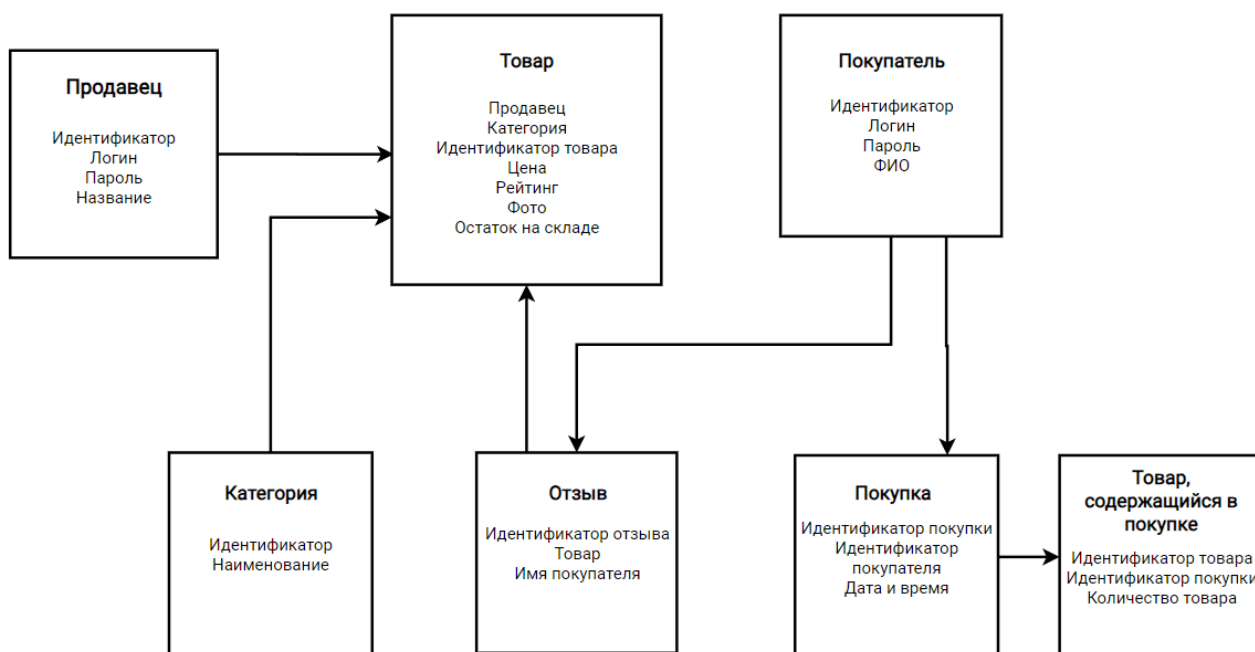 Продавец
Идентификатор
Логин
Пароль
Название
Товар
Продавец
Категория
Идентификатор товара
Цена
Рейтинг
Фото
Остаток на складе
Покупатель
Идентификатор
Логин
Пароль
ФИО
Категория
Идентификатор
Наименование
Отзыв
Идентификатор отзыва
Товар
Имя покупателя
Покупка
Идентификатор покупки
Идентификатор
покупателя
Дата и время
Товар,
содержащийся в
покупке
Идентификатор товара
Идентификатор покупки
Количество товара